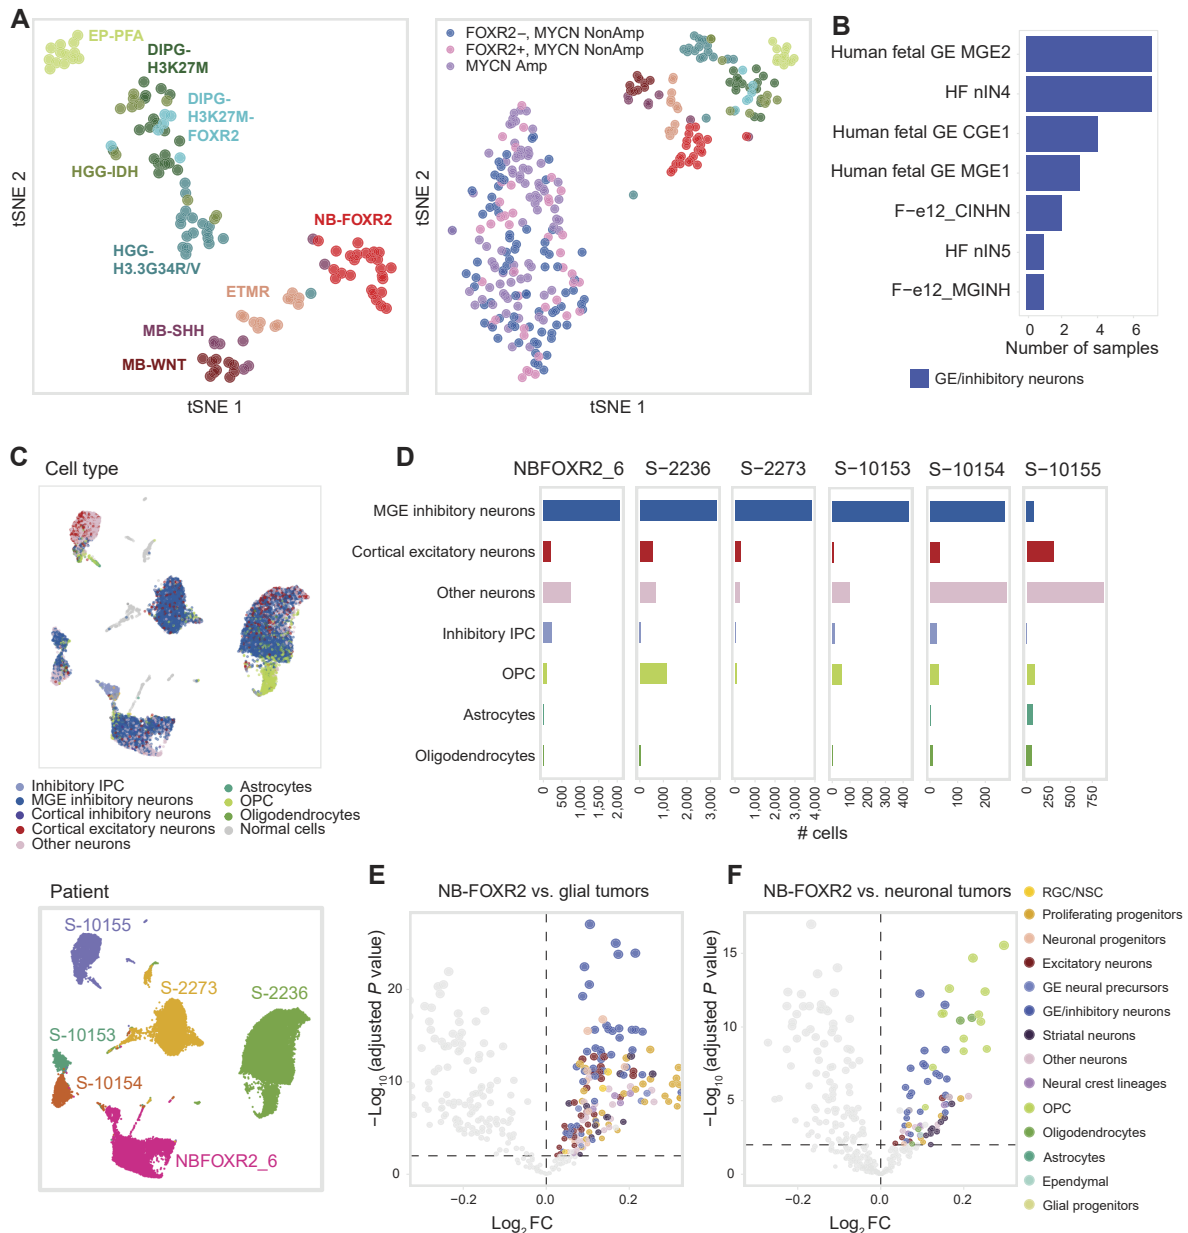 A
EP-PFA
DIPG-
H3K27M
DIPG-
H3K27M-
FOXR2
HGG-IDH
NB-FOXR2
HGG-
H3.3G34R/V
ETMR
MB-SHH
MB-WNT
tSNE 2
tSNE 1
FOXR2−, MYCN NonAmp
FOXR2+, MYCN NonAmp
MYCN Amp
tSNE 2
tSNE 1
B
Human fetal GE MGE2
HF nIN4
Human fetal GE CGE1
Human fetal GE MGE1
F−e12_CINHN
HF nIN5
F−e12_MGINH
0 2 4 6
Number of samples
GE/inhibitory neurons
C
Cell type
Inhibitory IPC
MGE inhibitory neurons
Cortical inhibitory neurons
Cortical excitatory neurons
Other neurons
Astrocytes
OPC
Oligodendrocytes
Normal cells
Patient
S-10155
S-2273
S-2236
S-10153
S-10154
NBFOXR2_6
D
NBFOXR2_6 S−2236 S−2273 S−10153 S−10154 S−10155
MGE inhibitory neurons
Cortical excitatory neurons
Other neurons
Inhibitory IPC
OPC
Astrocytes
Oligodendrocytes
0 500 1,000 1,500 2,000
0 1,000 2,000 3,000
0 1,000 2,000 3,000 4,000
0 100 200 300 400
0 100 200
0 250 500 750
# cells
E
NB-FOXR2 vs. glial tumors
−Log10 (adjusted P value)
20
10
0
−0.2 0.0 0.2
Log2 FC
F
NB-FOXR2 vs. neuronal tumors
−Log10 (adjusted P value)
15
10
5
0
−0.2 0.0 0.2
Log2 FC
RGC/NSC
Proliferating progenitors
Neuronal progenitors
Excitatory neurons
GE neural precursors
GE/inhibitory neurons
Striatal neurons
Other neurons
Neural crest lineages
OPC
Oligodendrocytes
Astrocytes
Ependymal
Glial progenitors